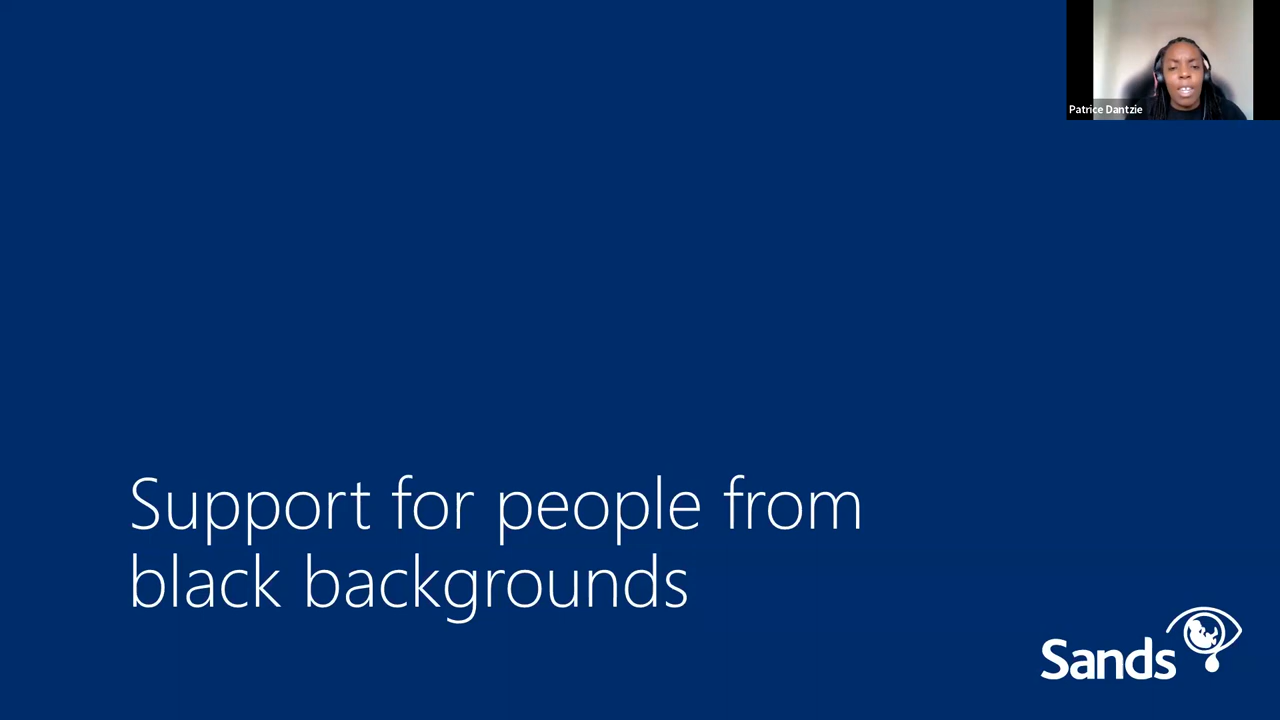 Patrice Dantzie
Support for people from
black backgrounds
Sands